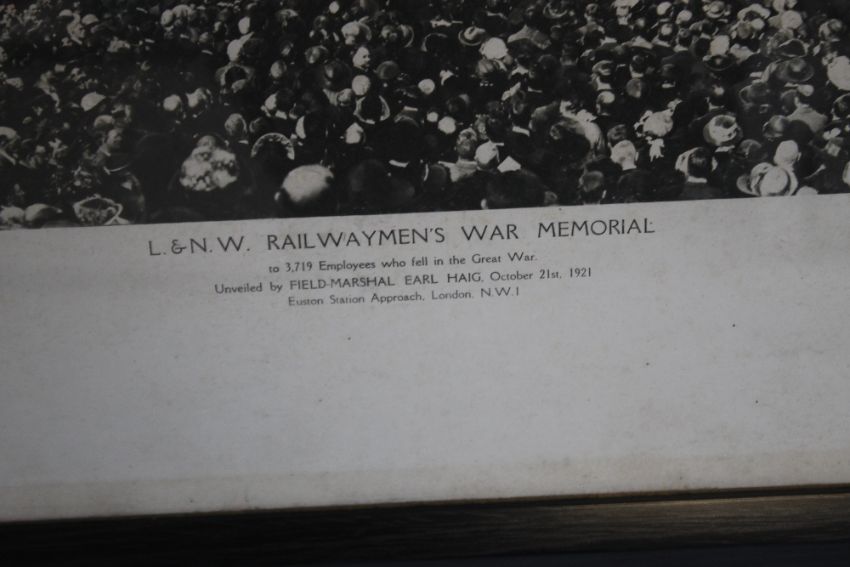 L. & N. W. RAILWAYMEN'S WAR MEMORIAL
to 3,719 Employees who fell in the Great War.
Unveiled by FIELD-MARSHAL EARL HAIG, October 21st, 1921
Euston Station Approach, London, N.W.1